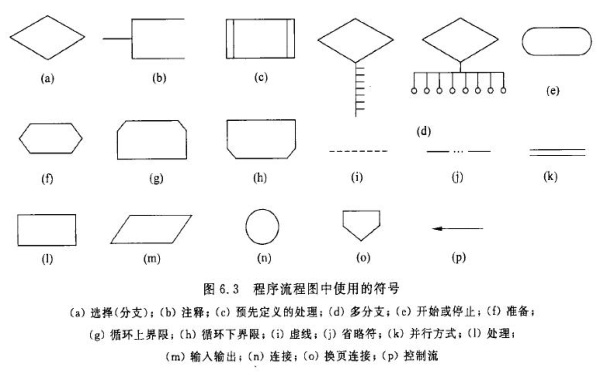 (a)
(b)
(c)
(d)
(e)
(f)
(g)
(h)
(i)
(j)
(k)
(l)
(m)
(n)
(o)
(p)
图 6.3 程序流程图中使用的符号
(a) 选择(分支)；(b) 注释；(c) 预先定义的处理；(d) 多分支；(e) 开始或停止；(f) 准备；
(g) 循环上界限；(h) 循环下界限；(i) 虚线；(j) 省略符；(k) 并行方式；(l) 处理；
(m) 输入输出；(n) 连接；(o) 换页连接；(p) 控制流